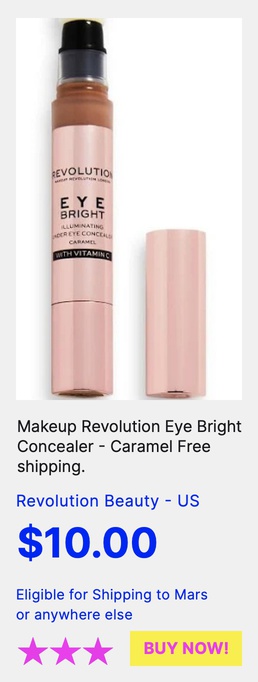 REVOLUTION
MAKEUP REVOLUTION LONDON
EYE
BRIGHT
ILLUMINATING
UNDER EYE CONCEALER
CARAMEL
WITH VITAMIN C
Makeup Revolution Eye Bright
Concealer - Caramel Free
shipping.
Revolution Beauty - US
$10.00
Eligible for Shipping to Mars
or anywhere else
BUY NOW!